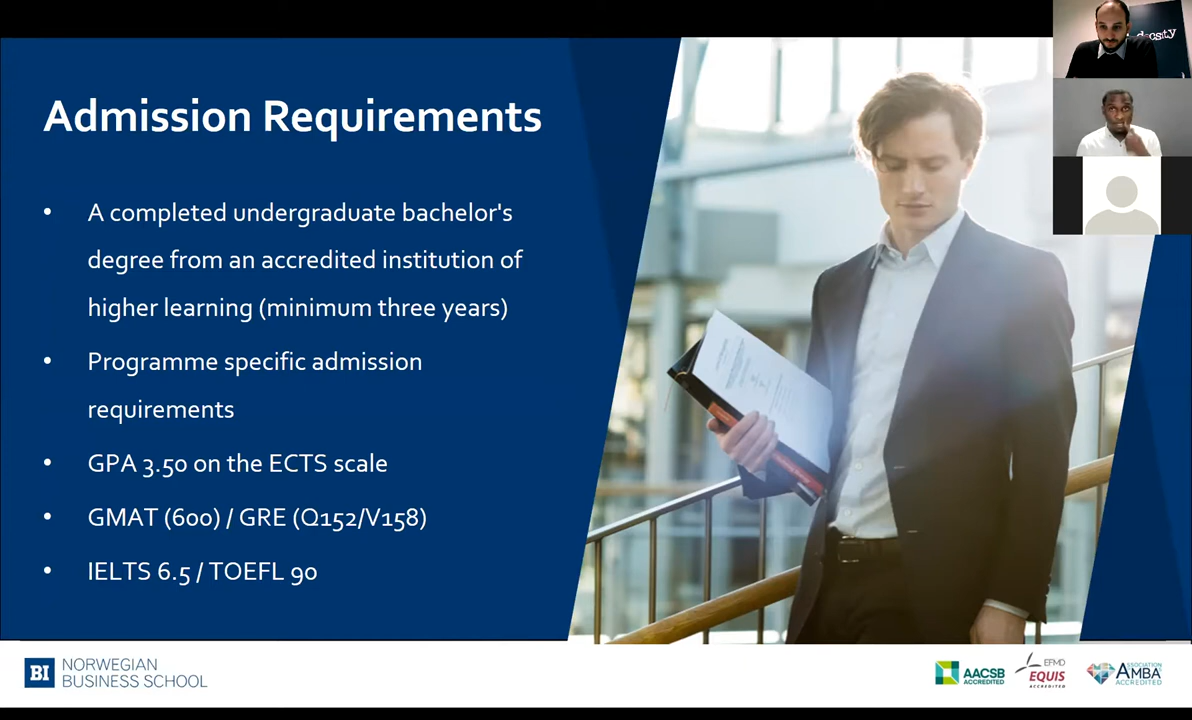 docsity
Admission Requirements
• A completed undergraduate bachelor's
degree from an accredited institution of
higher learning (minimum three years)
• Programme specific admission
requirements
• GPA 3.50 on the ECTS scale
• GMAT (600) / GRE (Q152/V158)
• IELTS 6.5 / TOEFL 90
BI NORWEGIAN
BUSINESS SCHOOL
AACSB
ACCREDITED
EFMD
EQUIS
ACCREDITED
ASSOCIATION
AMBA
ACCREDITED